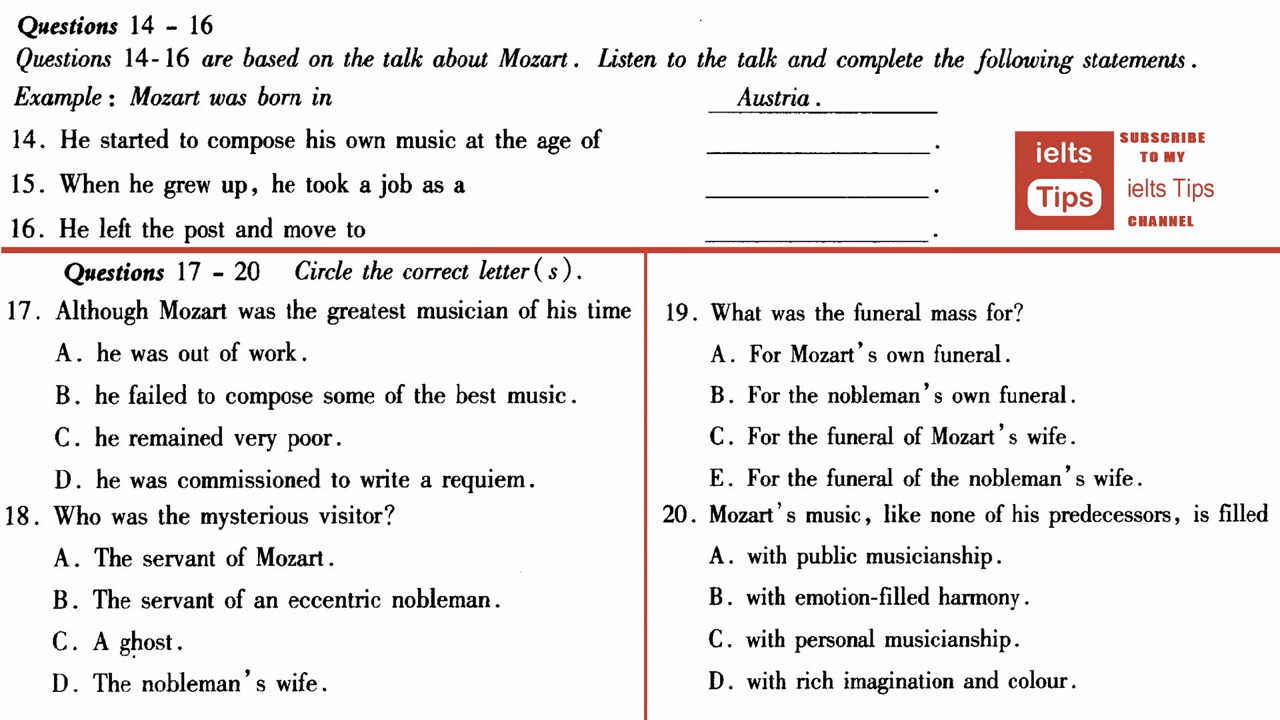 Questions 14 - 16
Questions 14-16 are based on the talk about Mozart. Listen to the talk and complete the following statements.
Example: Mozart was born in Austria.
14. He started to compose his own music at the age of ____________.
15. When he grew up, he took a job as a ____________.
16. He left the post and move to ____________.
ielts
Tips
SUBSCRIBE
TO MY
ielts Tips
CHANNEL
Questions 17 - 20 Circle the correct letter(s).
17. Although Mozart was the greatest musician of his time
A. he was out of work.
B. he failed to compose some of the best music.
C. he remained very poor.
D. he was commissioned to write a requiem.
18. Who was the mysterious visitor?
A. The servant of Mozart.
B. The servant of an eccentric nobleman.
C. A ghost.
D. The nobleman's wife.
19. What was the funeral mass for?
A. For Mozart's own funeral.
B. For the nobleman's own funeral.
C. For the funeral of Mozart's wife.
E. For the funeral of the nobleman's wife.
20. Mozart's music, like none of his predecessors, is filled
A. with public musicianship.
B. with emotion-filled harmony.
C. with personal musicianship.
D. with rich imagination and colour.